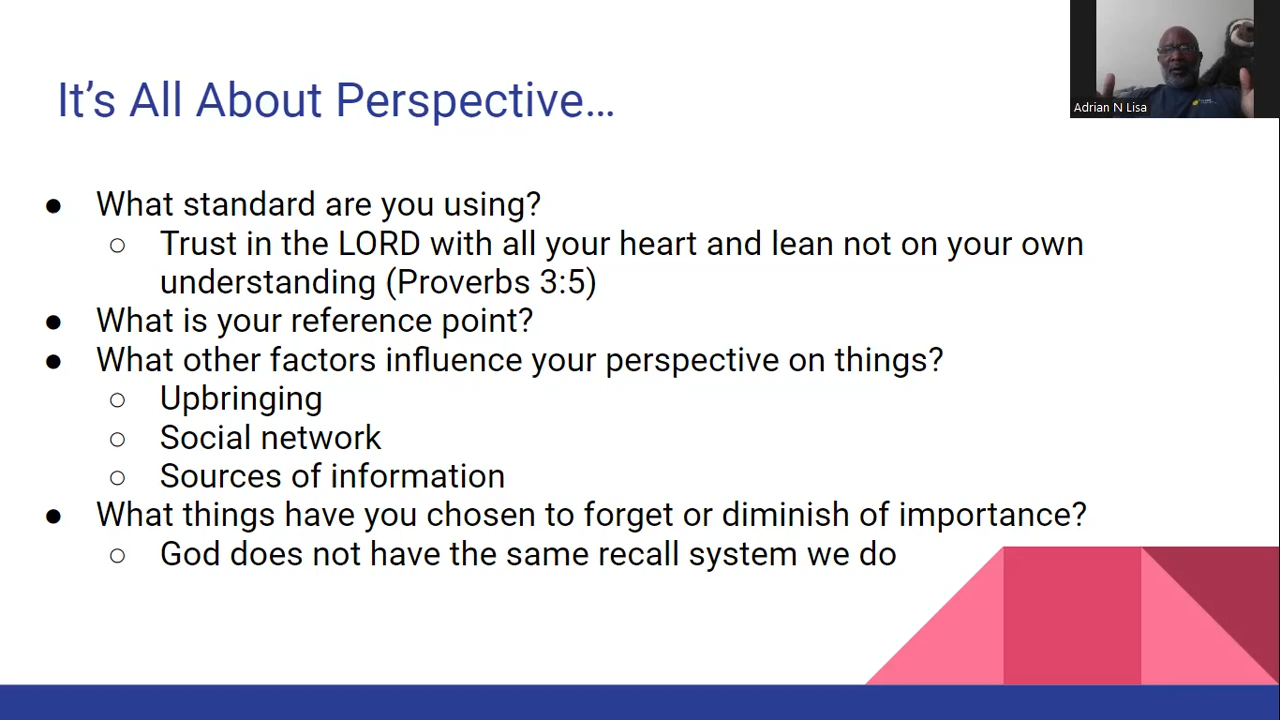 It's All About Perspective...
Adrian N Lisa
● What standard are you using?
○ Trust in the LORD with all your heart and lean not on your own
understanding (Proverbs 3:5)
● What is your reference point?
● What other factors influence your perspective on things?
○ Upbringing
○ Social network
○ Sources of information
● What things have you chosen to forget or diminish of importance?
○ God does not have the same recall system we do